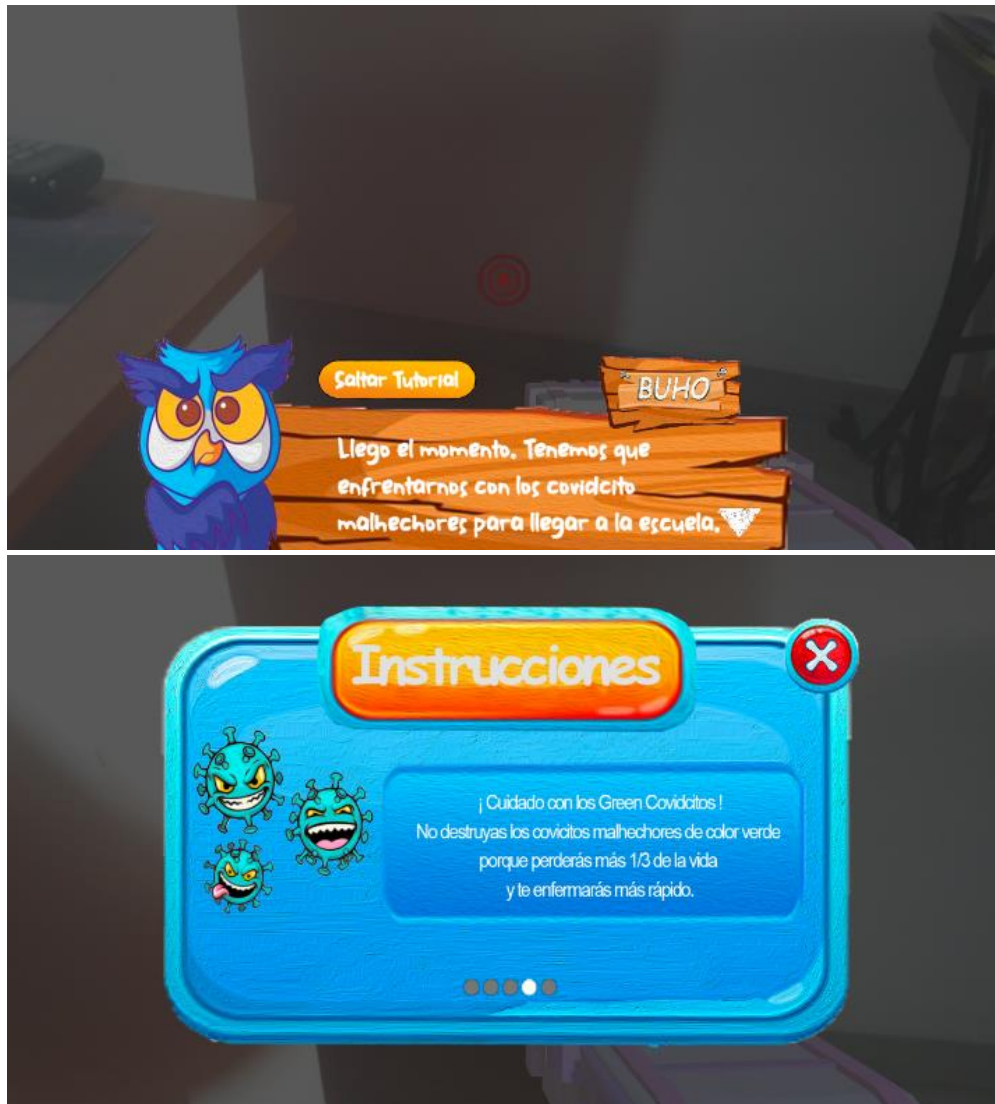 Saltar Tutorial
BUHO
Llego el momento. Tenemos que
enfrentarnos con los covidcito
malhechores para llegar a la escuela.
Instrucciones
¡ Cuidado con los Green Covidcitos !
No destruyas los covicitos malhechores de color verde
porque perderás más 1/3 de la vida
y te enfermarás más rápido.